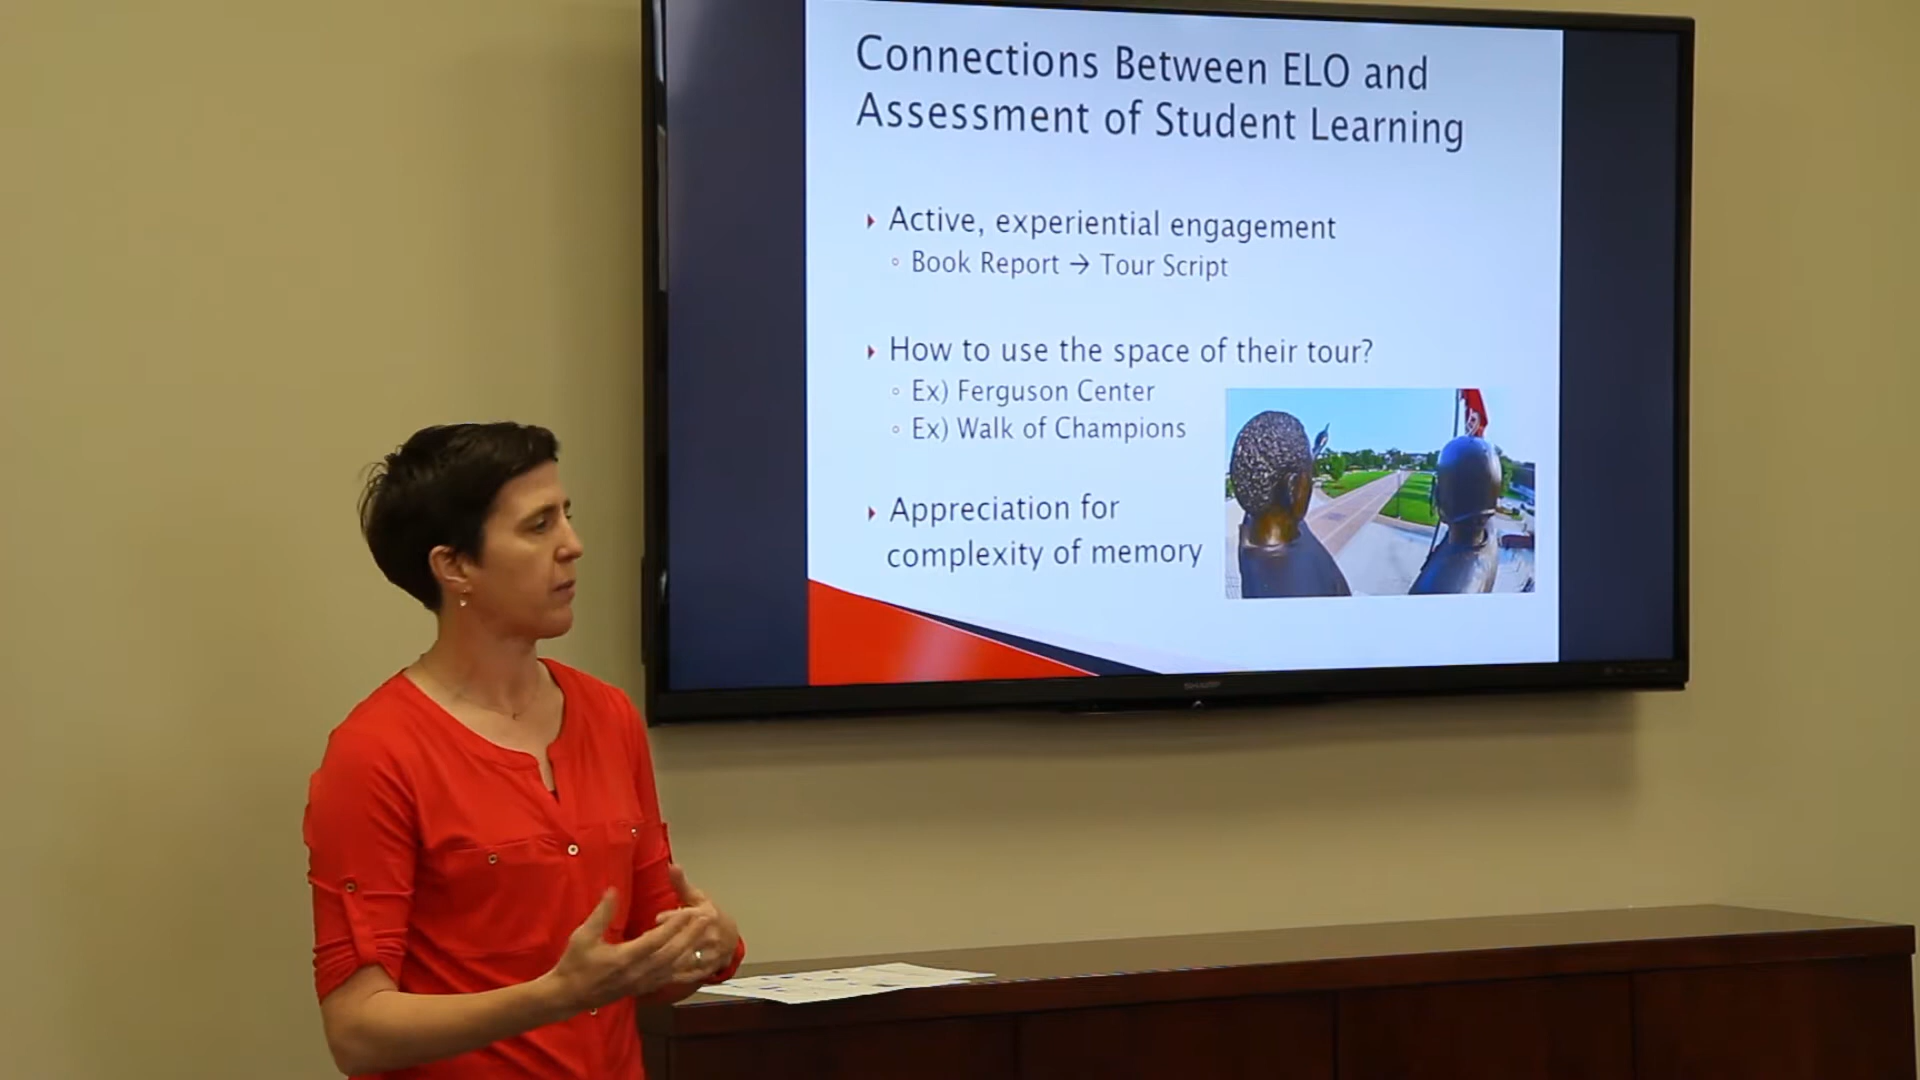 Connections Between ELO and
Assessment of Student Learning
Active, experiential engagement
Book Report → Tour Script
How to use the space of their tour?
Ex) Ferguson Center
Ex) Walk of Champions
Appreciation for
complexity of memory
SHARP